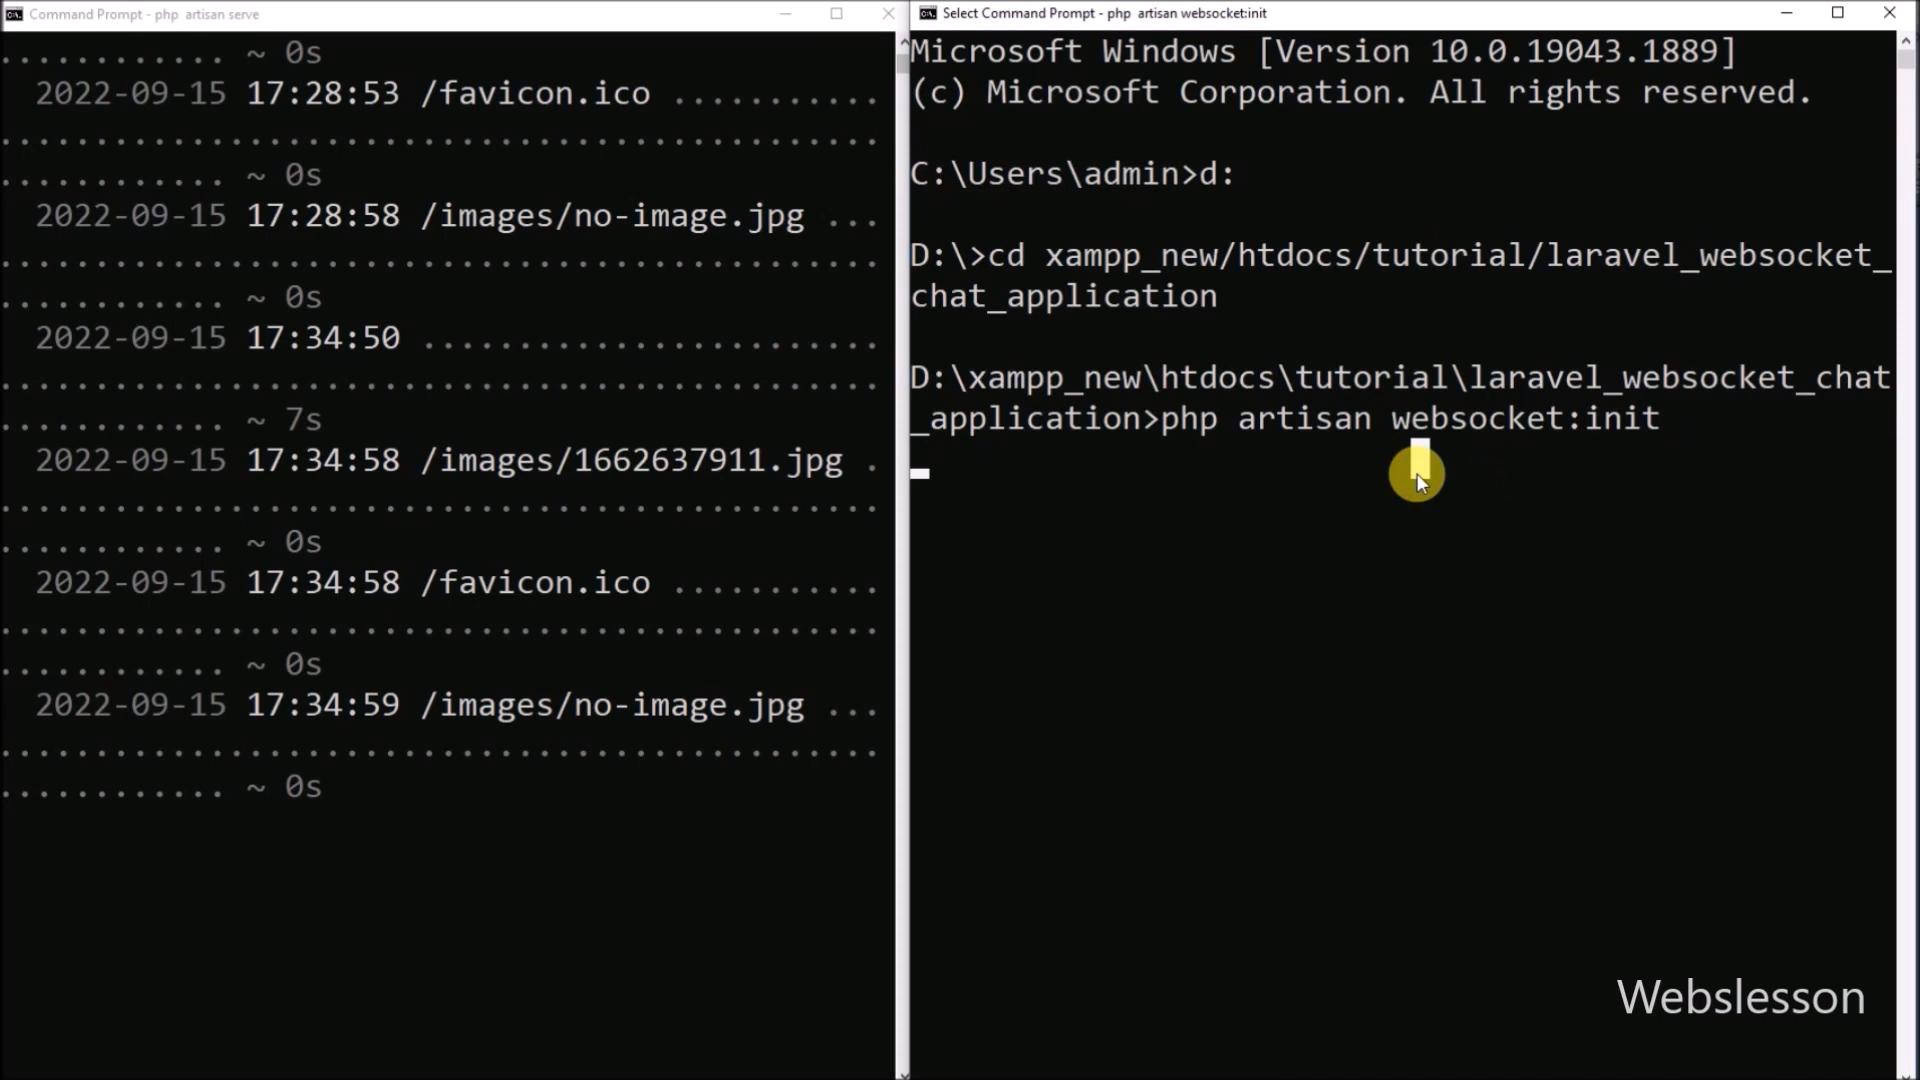 Command Prompt - php  artisan serve
............ ~ 0s
2022-09-15 17:28:53 /favicon.ico ...........
..............................................
............ ~ 0s
2022-09-15 17:28:58 /images/no-image.jpg ...
..............................................
............ ~ 0s
2022-09-15 17:34:50 ........................
..............................................
............ ~ 7s
2022-09-15 17:34:58 /images/1662637911.jpg .
..............................................
............ ~ 0s
2022-09-15 17:34:58 /favicon.ico ...........
..............................................
............ ~ 0s
2022-09-15 17:34:59 /images/no-image.jpg ...
..............................................
............ ~ 0s
Select Command Prompt - php  artisan websocket:init
Microsoft Windows [Version 10.0.19043.1889]
(c) Microsoft Corporation. All rights reserved.
C:\Users\admin>d:
D:\>cd xampp_new/htdocs/tutorial/laravel_websocket_
chat_application
D:\xampp_new\htdocs\tutorial\laravel_websocket_chat
_application>php artisan websocket:init
Webslesson